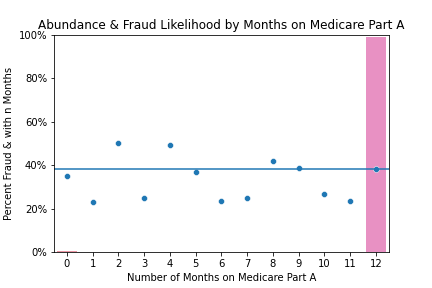 Abundance & Fraud Likelihood by Months on Medicare Part A
100%
80%
60%
40%
20%
0%
Percent Fraud & with n Months
0 1 2 3 4 5 6 7 8 9 10 11 12
Number of Months on Medicare Part A